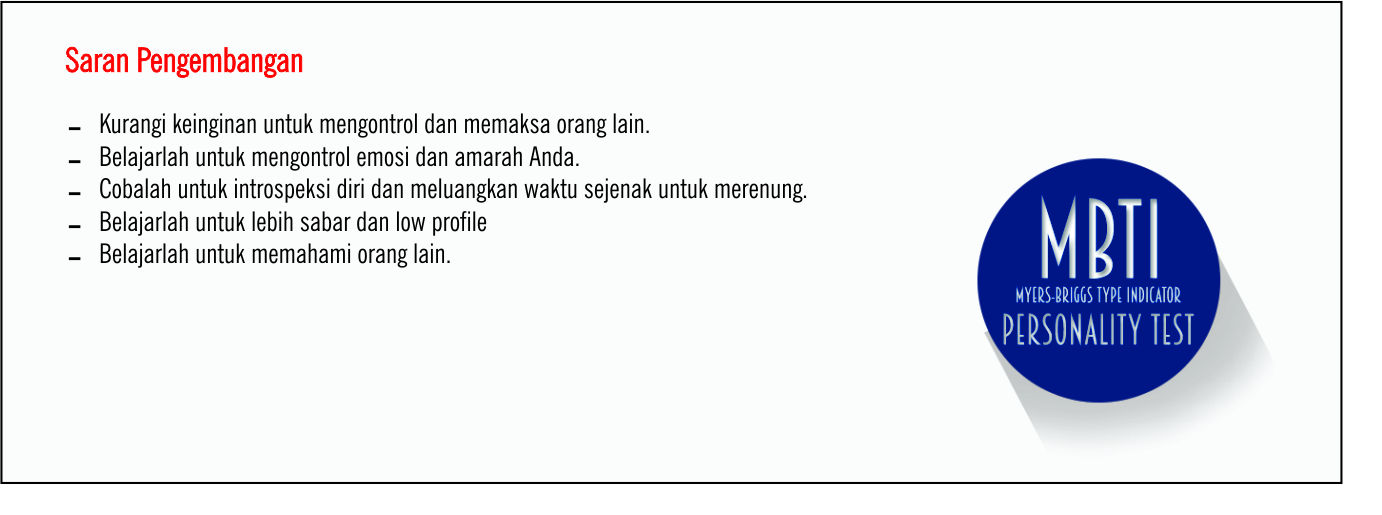 Saran Pengembangan
- Kurangi keinginan untuk mengontrol dan memaksa orang lain.
- Belajarlah untuk mengontrol emosi dan amarah Anda.
- Cobalah untuk introspeksi diri dan meluangkan waktu sejenak untuk merenung.
- Belajarlah untuk lebih sabar dan low profile
- Belajarlah untuk memahami orang lain.
MBTI
MYERS-BRIGGS TYPE INDICATOR
PERSONALITY TEST